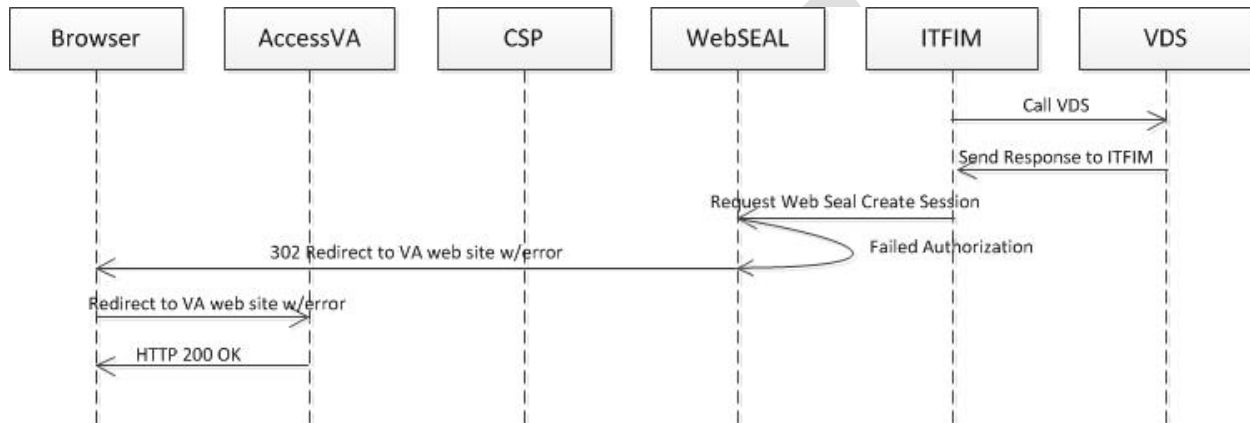 Browser
AccessVA
CSP
WebSEAL
ITFIM
VDS
Call VDS
Send Response to ITFIM
Request Web Seal Create Session
Failed Authorization
302 Redirect to VA web site w/error
Redirect to VA web site w/error
HTTP 200 OK